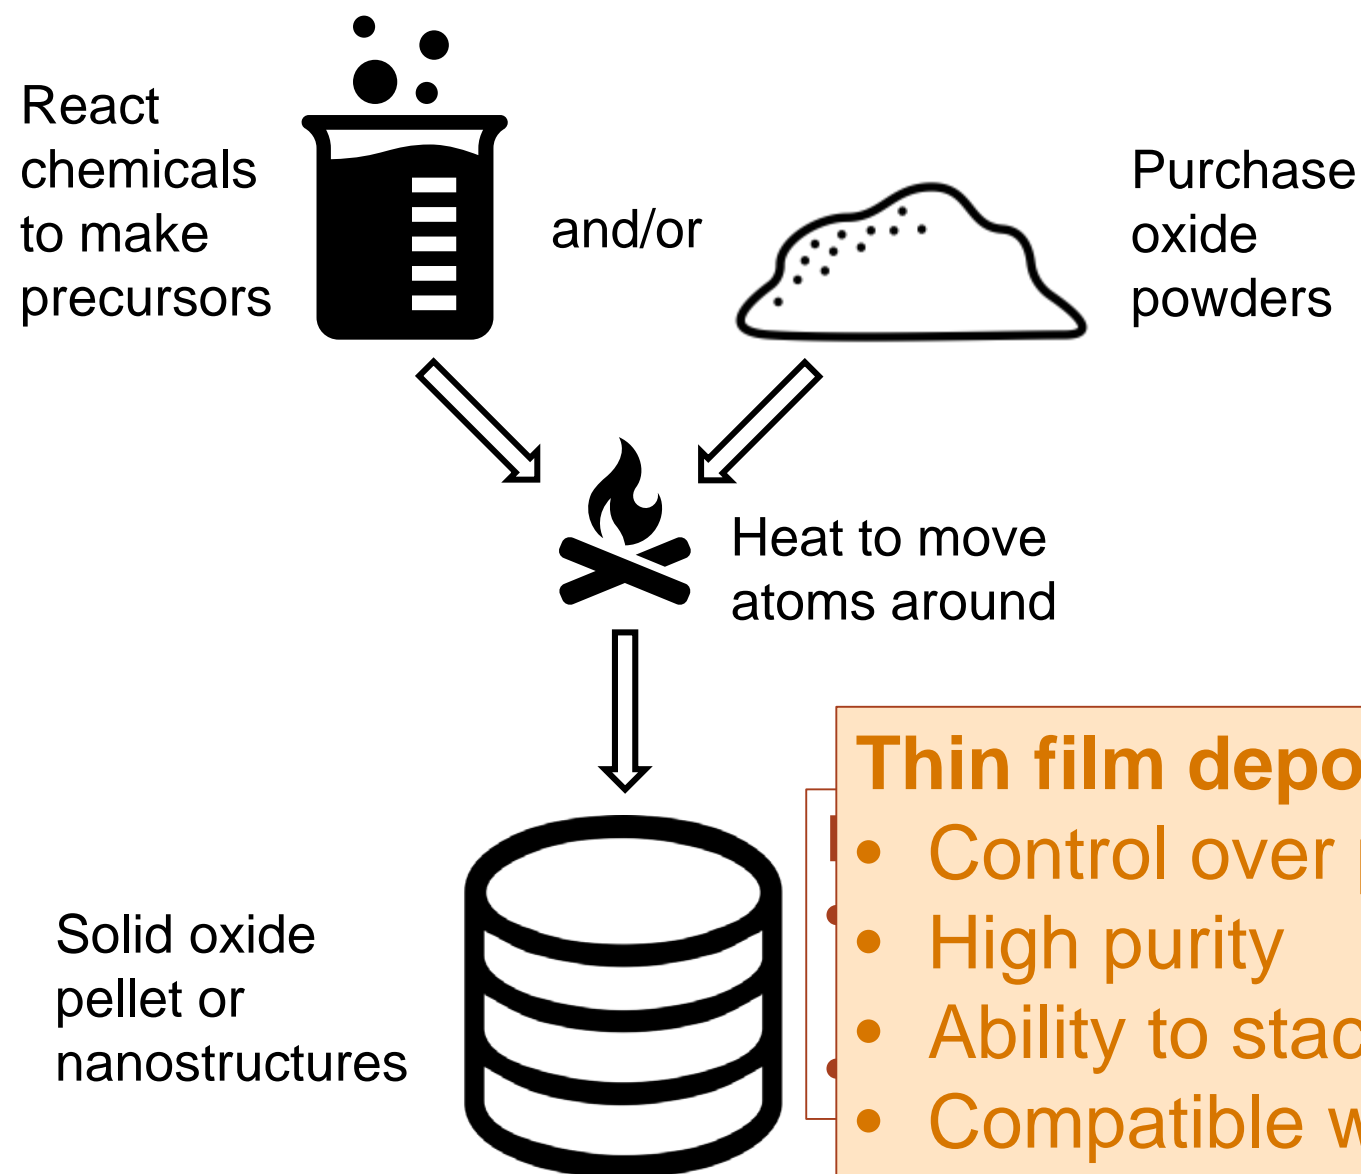 React
chemicals
to make
precursors
and/or
Purchase
oxide
powders
Heat to move
atoms around
Solid oxide
pellet or
nanostructures
Thin film depo
• Control over
• High purity
• Ability to stac
• Compatible w